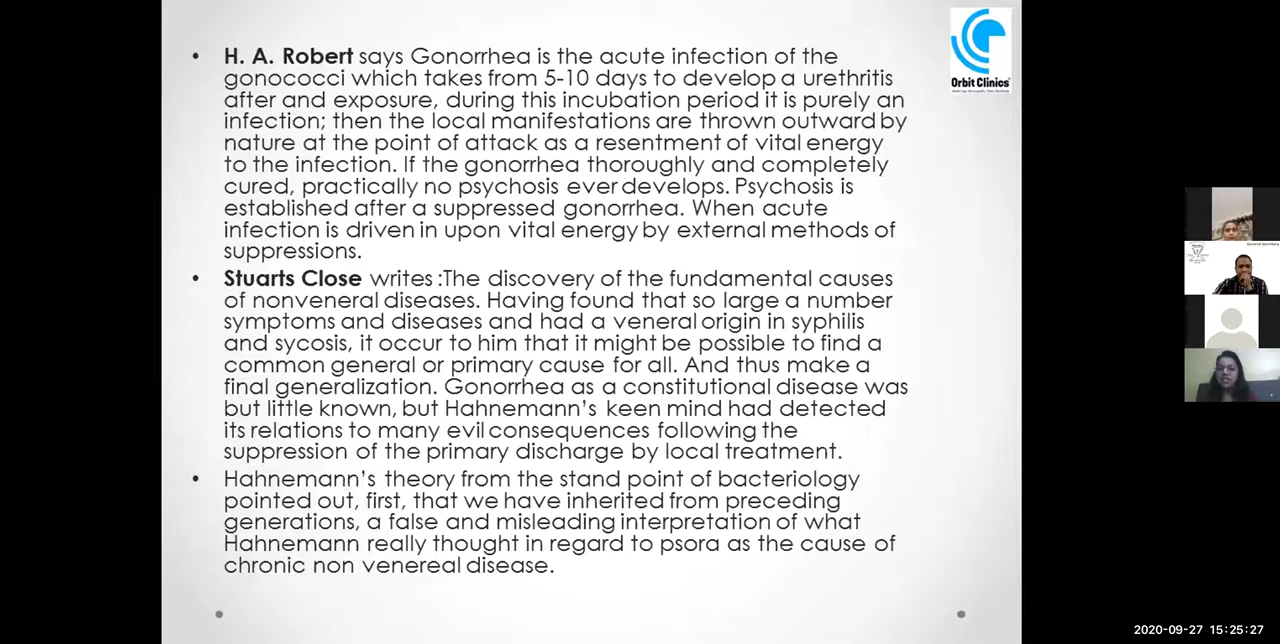 • H. A. Robert says Gonorrhea is the acute infection of the
gonococci which takes from 5-10 days to develop a urethritis
after and exposure, during this incubation period it is purely an
infection; then the local manifestations are thrown outward by
nature at the point of attack as a resentment of vital energy
to the infection. If the gonorrhea thoroughly and completely
cured, practically no psychosis ever develops. Psychosis is
established after a suppressed gonorrhea. When acute
infection is driven in upon vital energy by external methods of
suppressions.
• Stuarts Close writes :The discovery of the fundamental causes
of nonveneral diseases. Having found that so large a number
symptoms and diseases and had a veneral origin in syphilis
and sycosis, it occur to him that it might be possible to find a
common general or primary cause for all. And thus make a
final generalization. Gonorrhea as a constitutional disease was
but little known, but Hahnemann's keen mind had detected
its relations to many evil consequences following the
suppression of the primary discharge by local treatment.
• Hahnemann's theory from the stand point of bacteriology
pointed out, first, that we have inherited from preceding
generations, a false and misleading interpretation of what
Hahnemann really thought in regard to psora as the cause of
chronic non venereal disease.
Orbit Clinics
2020-09-27 15:25:27